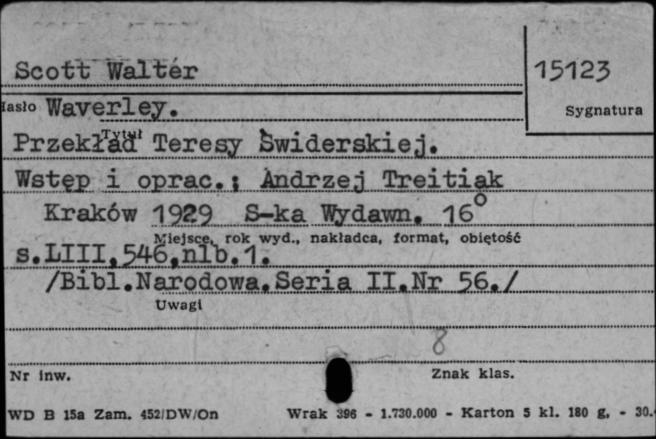 Scott Walter
15123
Hasło Waverley.
Sygnatura
Tytuł
Przekład Teresy Świderskiej.
Wstęp i oprac.; Andrzej Treitiak
Kraków 1929 S-ka Wydawn. 16°
Miejsce, rok wyd., nakładca, format, obiętość
s.LIII,546,nlb.1.
/Bibl.Narodowa.Seria II.Nr 56./
Uwagi
8
Nr inw.
Znak klas.
WD B 15a Zam. 452/DW/On Wrak 396 - 1.730.000 - Karton 5 kl. 180 g. - 30.